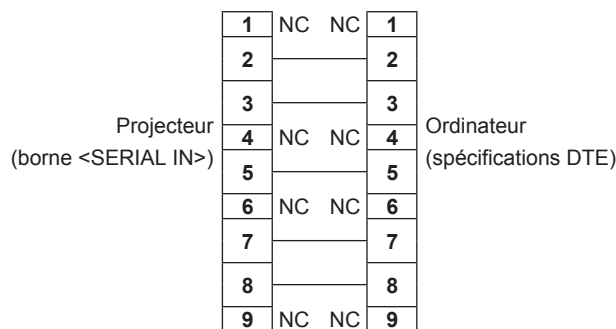 1 NC NC 1
2 2
3 3
Projecteur
(borne <SERIAL IN>)
4 NC NC 4
Ordinateur
(spécifications DTE)
5 5
6 NC NC 6
7 7
8 8
9 NC NC 9